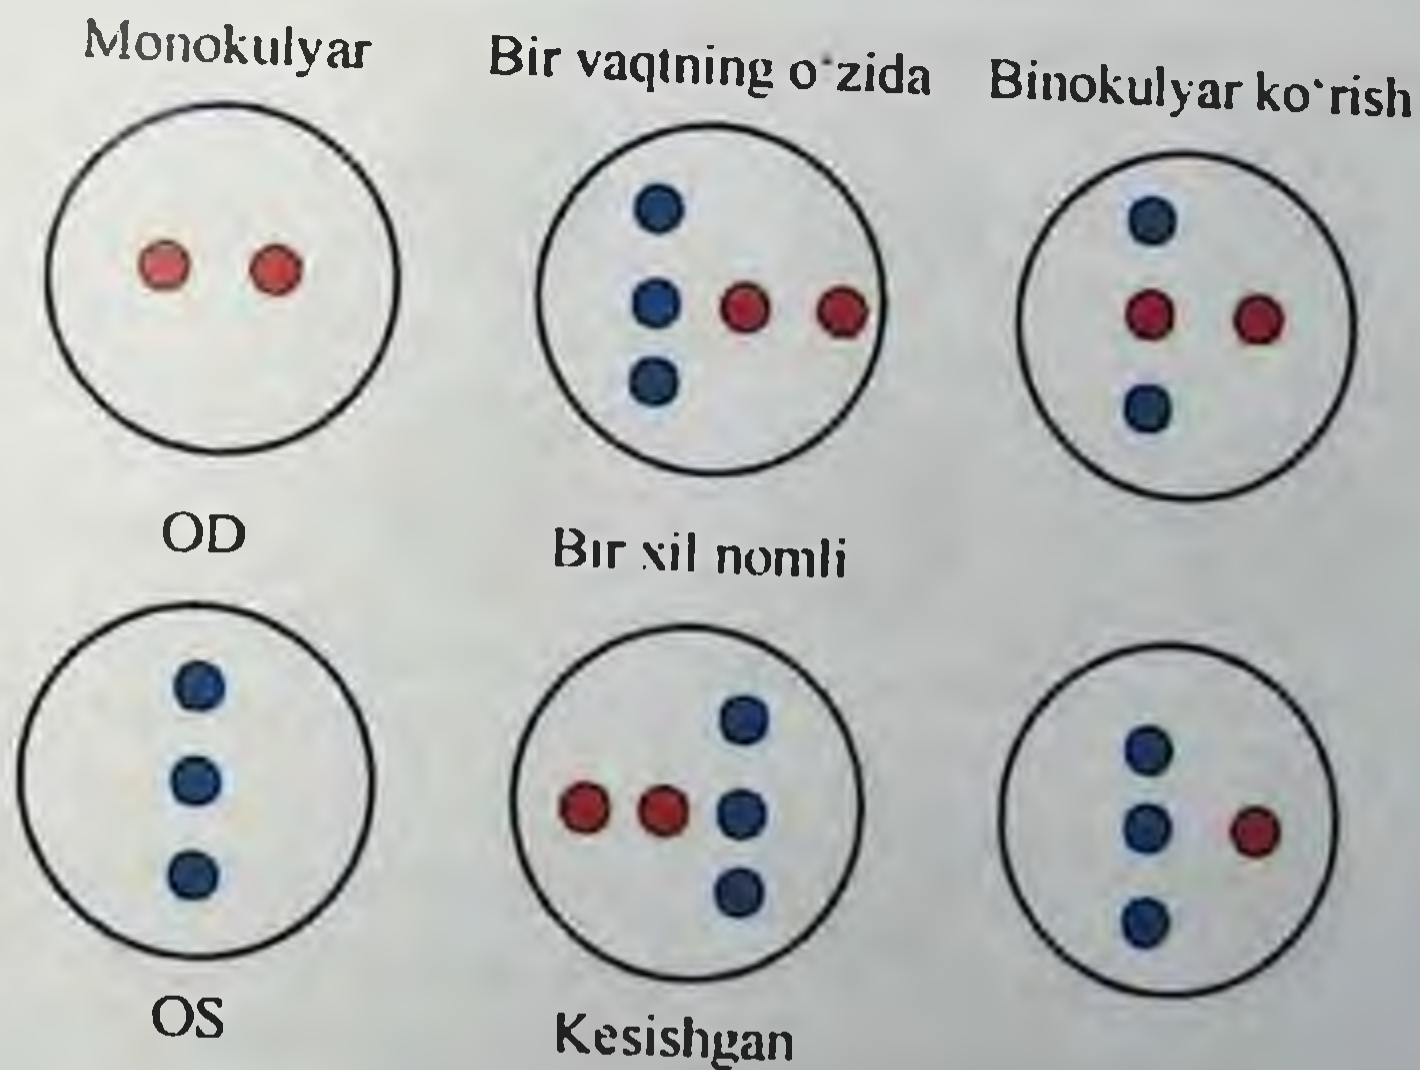 Monokulyar
Bir vaqtning o‘zida
Binokulyar ko‘rish
OD
Bir xil nomli
OS
Kesishgan